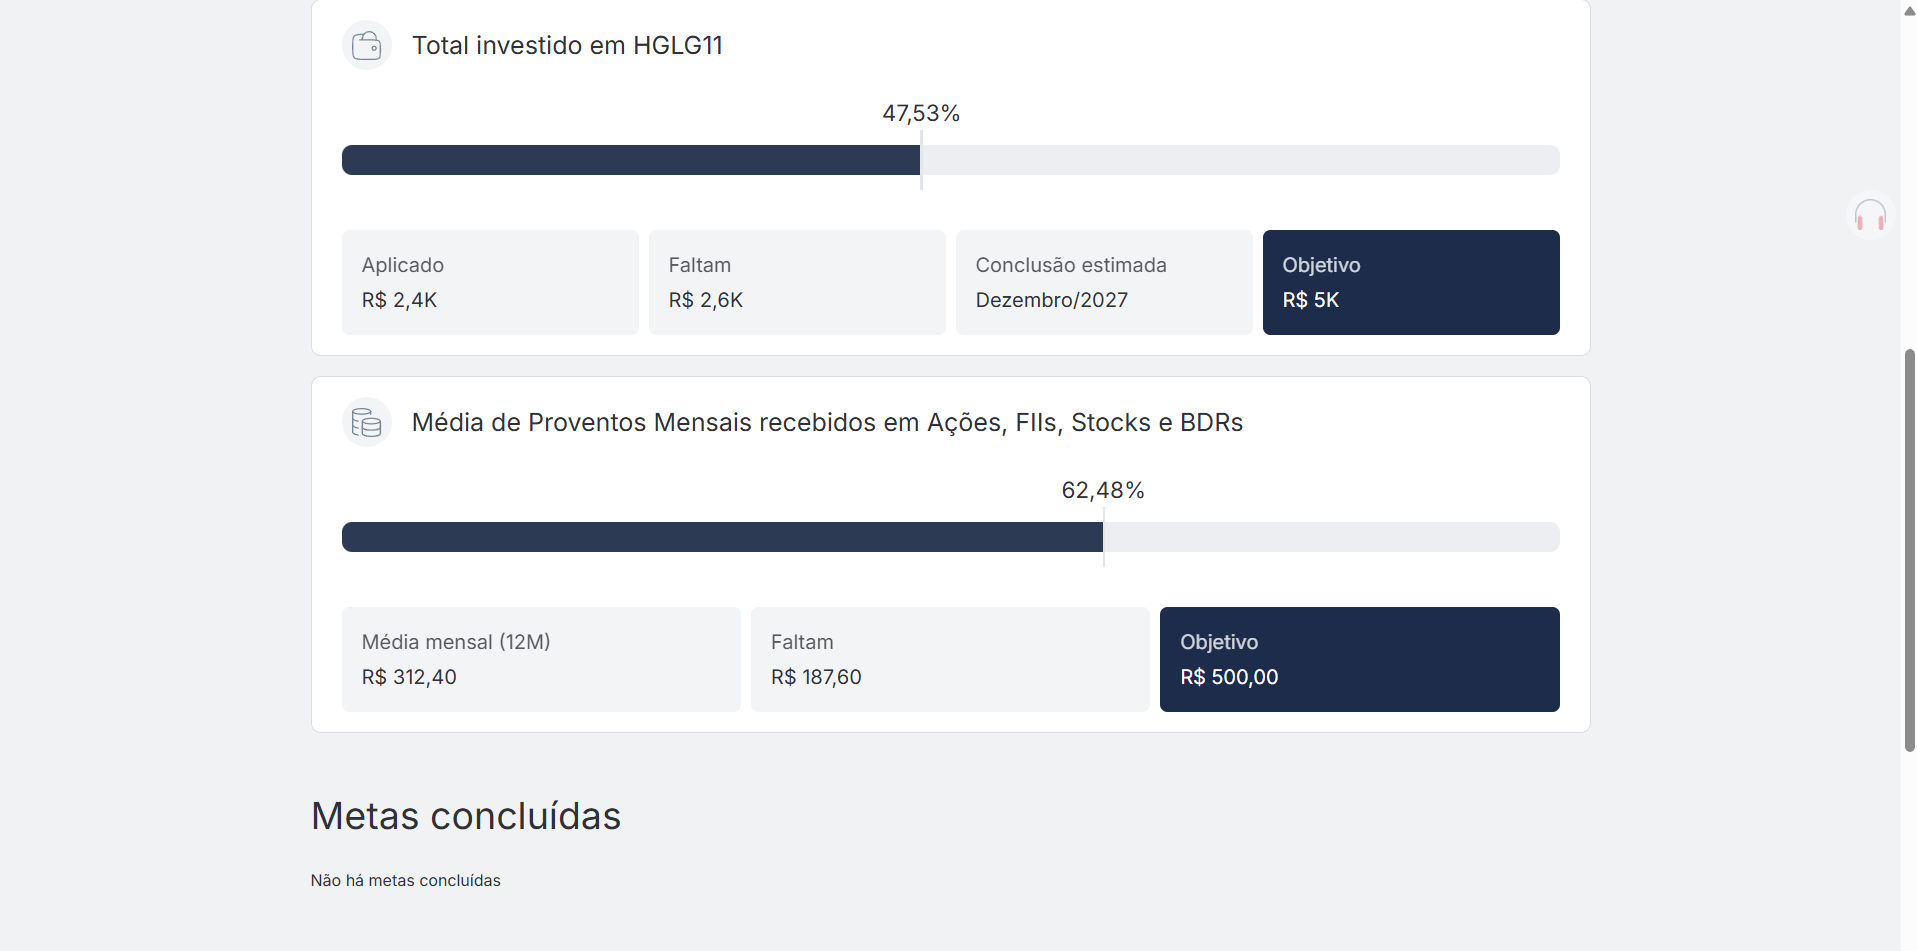 Total investido em HGLG11
47,53%
Aplicado
R$ 2,4K
Faltam
R$ 2,6K
Conclusão estimada
Dezembro/2027
Objetivo
R$ 5K
Média de Proventos Mensais recebidos em Ações, FIIs, Stocks e BDRs
62,48%
Média mensal (12M)
R$ 312,40
Faltam
R$ 187,60
Objetivo
R$ 500,00
Metas concluídas
Não há metas concluídas